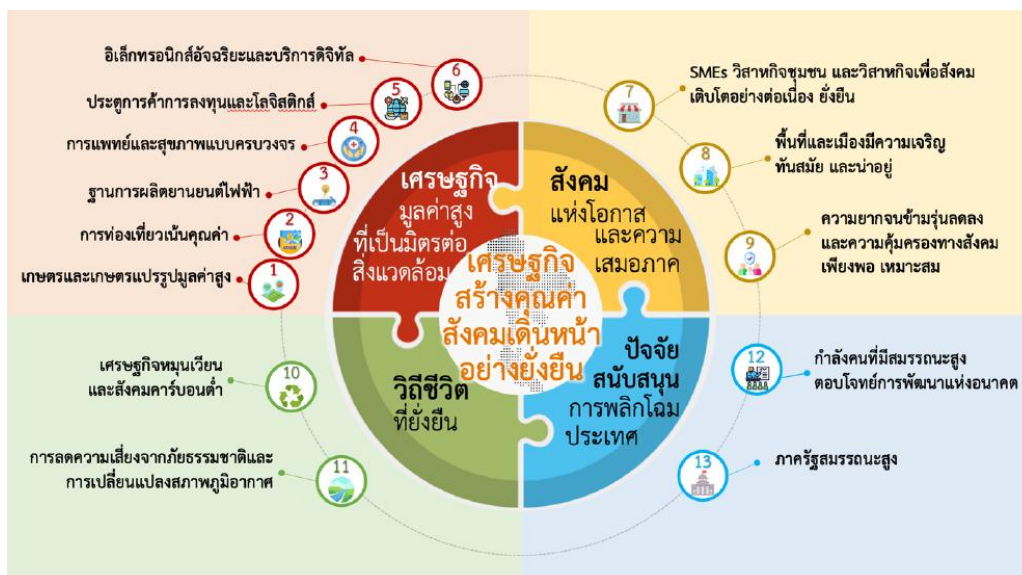 อิเล็กทรอนิกส์อัจฉริยะและบริการดิจิทัล
6
ประตูการค้าการลงทุนและโลจิสติกส์
5
การแพทย์และสุขภาพแบบครบวงจร
4
ฐานการผลิตยานยนต์ไฟฟ้า
3
การท่องเที่ยวเน้นคุณค่า
2
เกษตรและเกษตรแปรรูปมูลค่าสูง
1
7
SMEs วิสาหกิจชุมชน และวิสาหกิจเพื่อสังคม
เติบโตอย่างต่อเนื่อง ยั่งยืน
8
พื้นที่และเมืองมีความเจริญ
ทันสมัย และน่าอยู่
9
ความยากจนข้ามรุ่นลดลง
และความคุ้มครองทางสังคม
เพียงพอ เหมาะสม
เศรษฐกิจ
มูลค่าสูง
ที่เป็นมิตรต่อ
สิ่งแวดล้อม
สังคม
แห่งโอกาส
และความ
เสมอภาค
เศรษฐกิจ
สร้างคุณค่า
สังคมเดินหน้า
อย่างยั่งยืน
วิถีชีวิต
ที่ยั่งยืน
ปัจจัย
สนับสนุน
การพลิกโฉม
ประเทศ
เศรษฐกิจหมุนเวียน
และสังคมคาร์บอนต่ำ
10
การลดความเสี่ยงจากภัยธรรมชาติและ
การเปลี่ยนแปลงสภาพภูมิอากาศ
11
12
กำลังคนที่มีสมรรถนะสูง
ตอบโจทย์การพัฒนาแห่งอนาคต
13
ภาครัฐสมรรถนะสูง